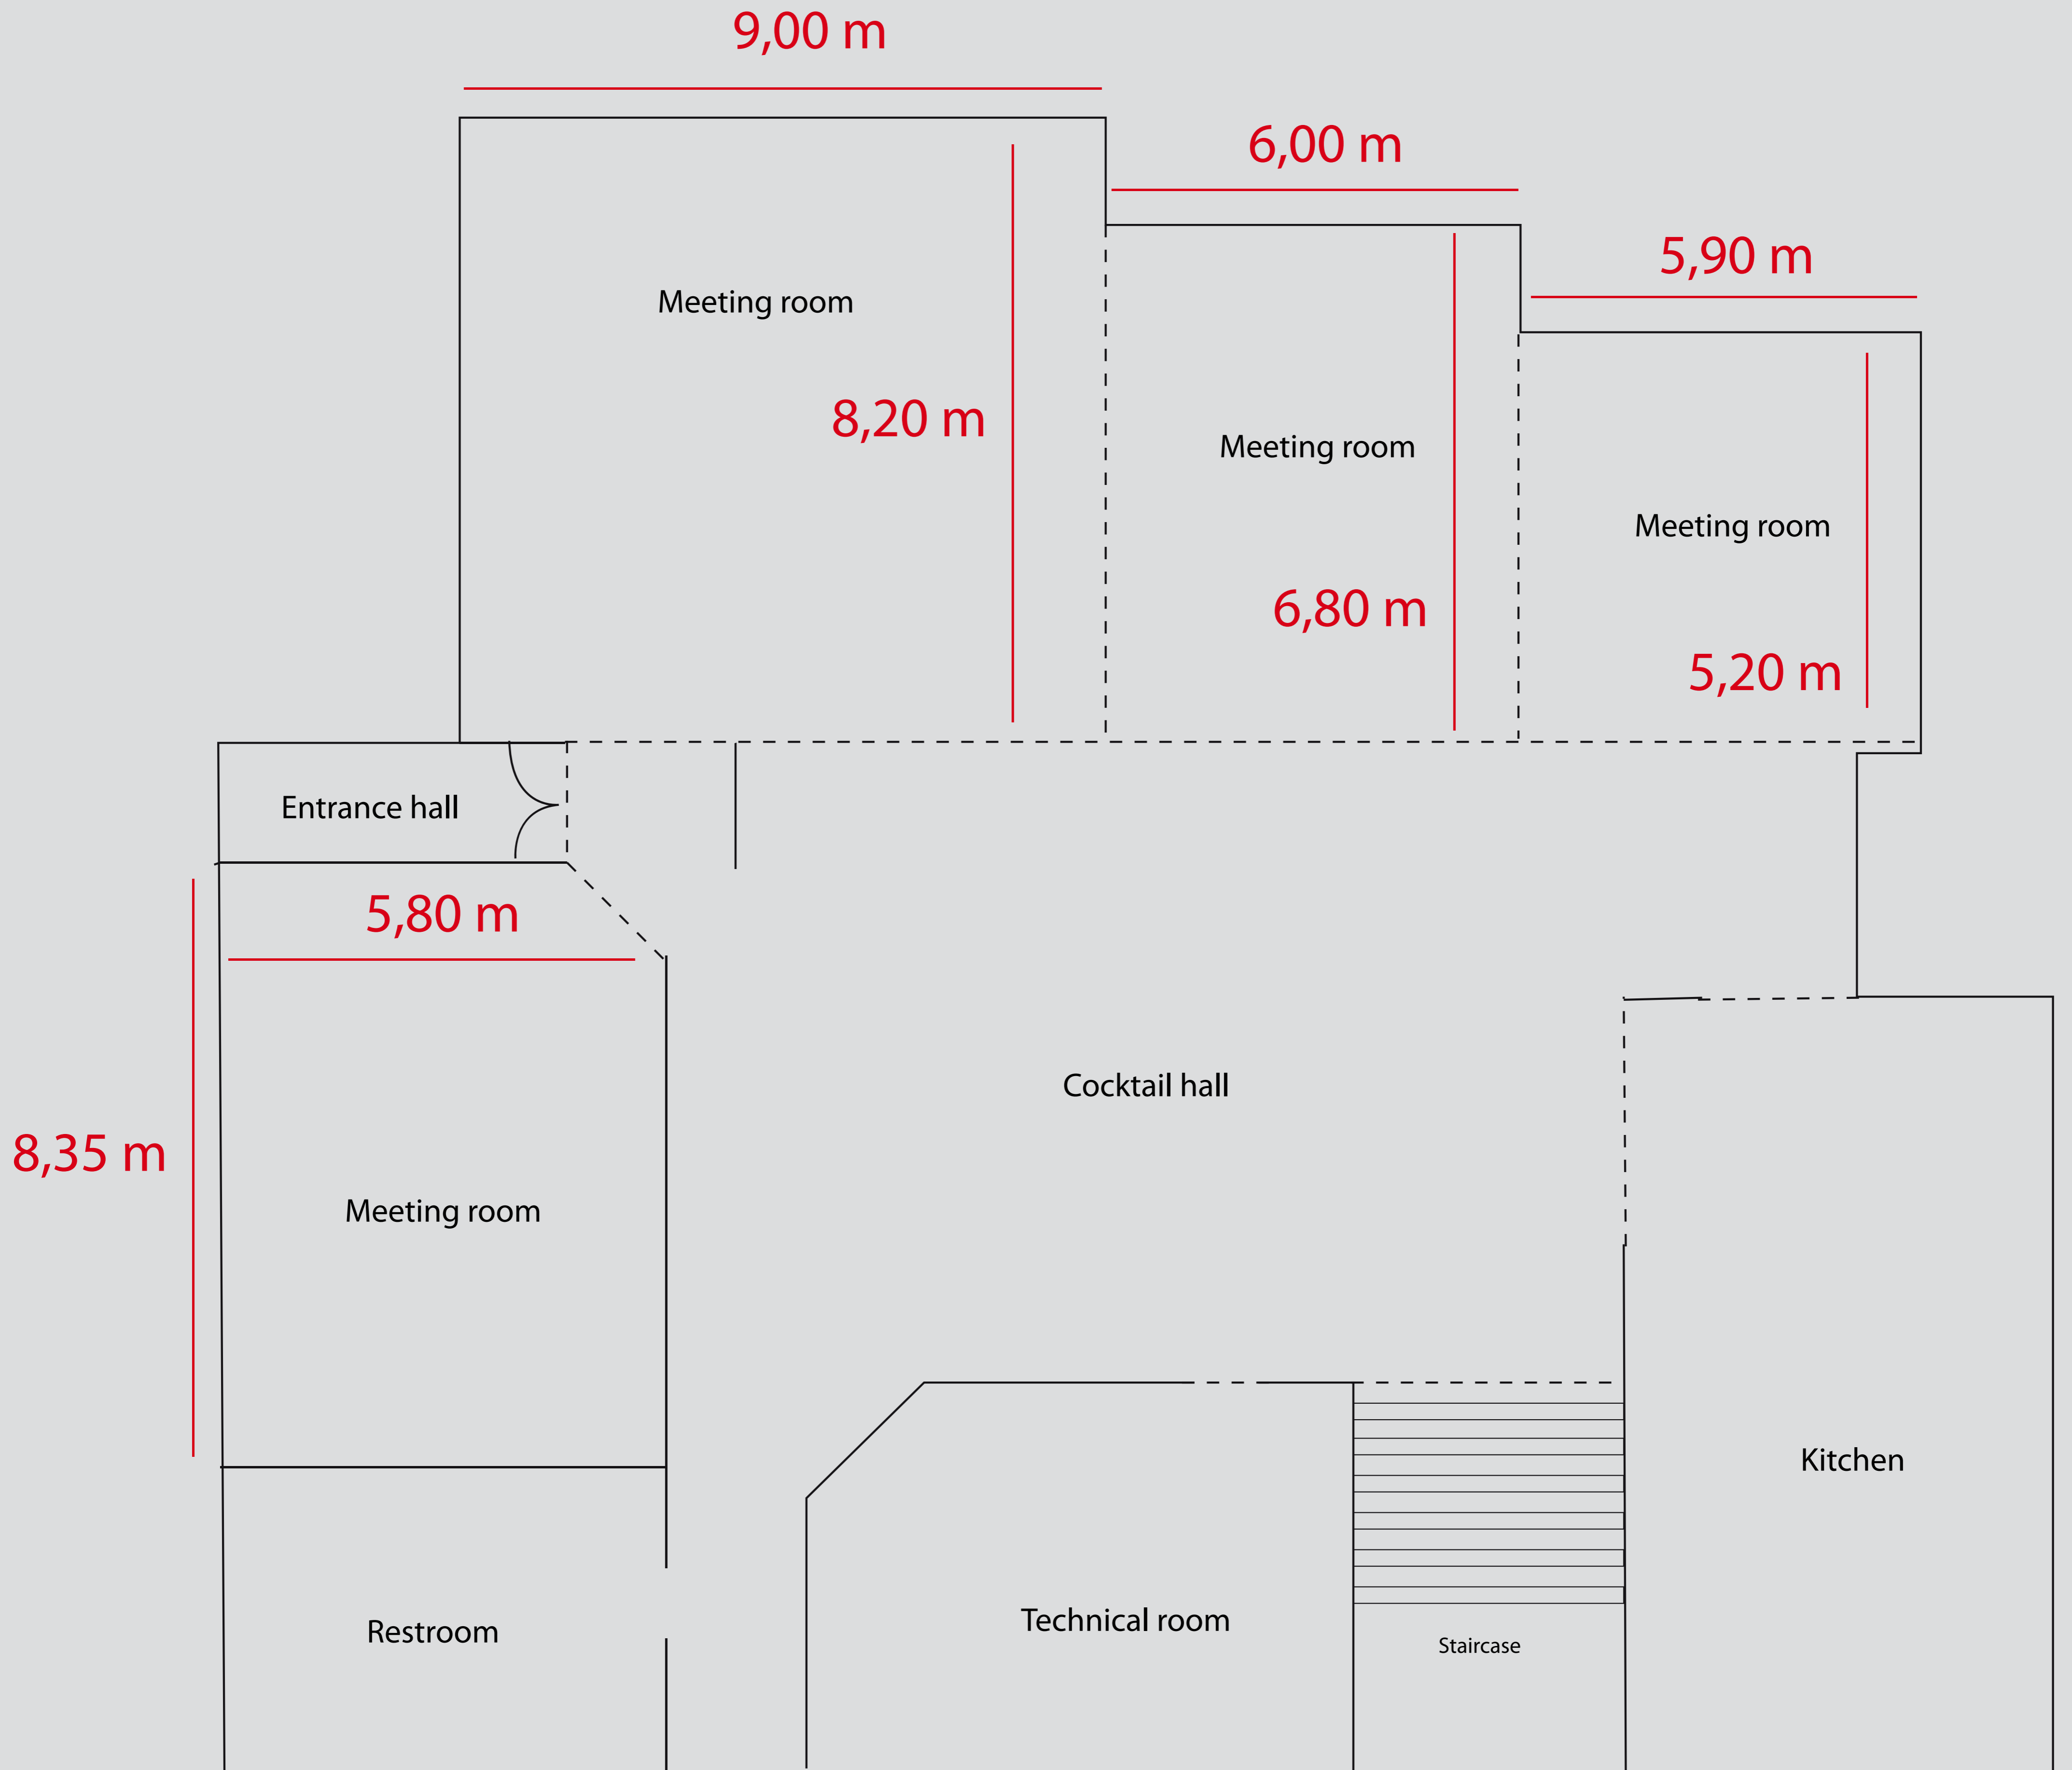 9,00 m
6,00 m
5,90 m
Meeting room
8,20 m
Meeting room
Meeting room
6,80 m
5,20 m
Entrance hall
5,80 m
Cocktail hall
8,35 m
Meeting room
Kitchen
Technical room
Restroom
Staircase